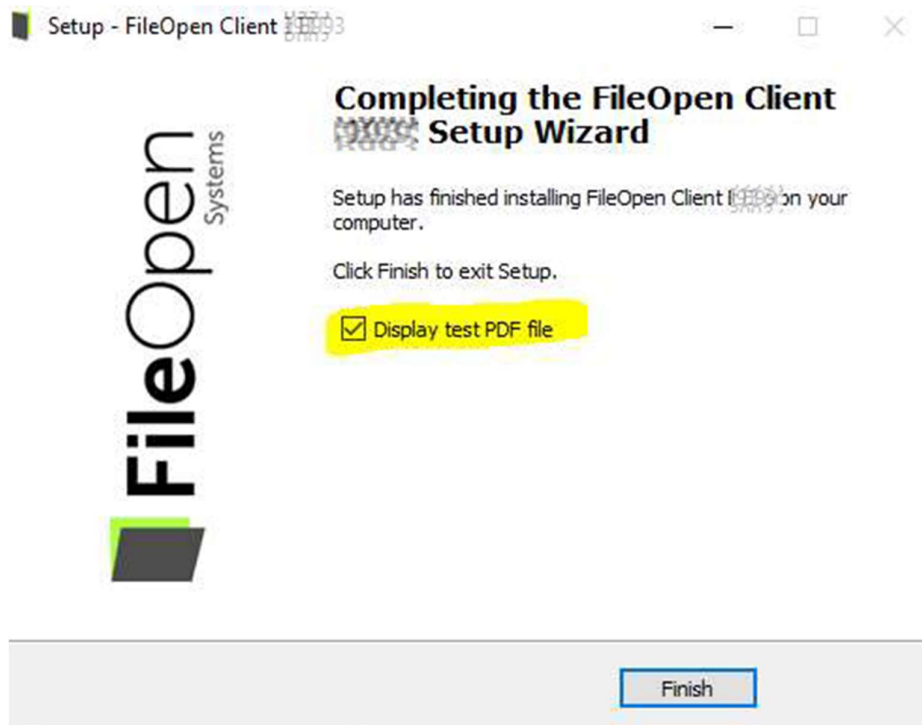 Setup - FileOpen Client
Completing the FileOpen Client
Setup Wizard
Setup has finished installing FileOpen Client on your
computer.
Click Finish to exit Setup.
Display test PDF file
FileOpen
Systems
Finish